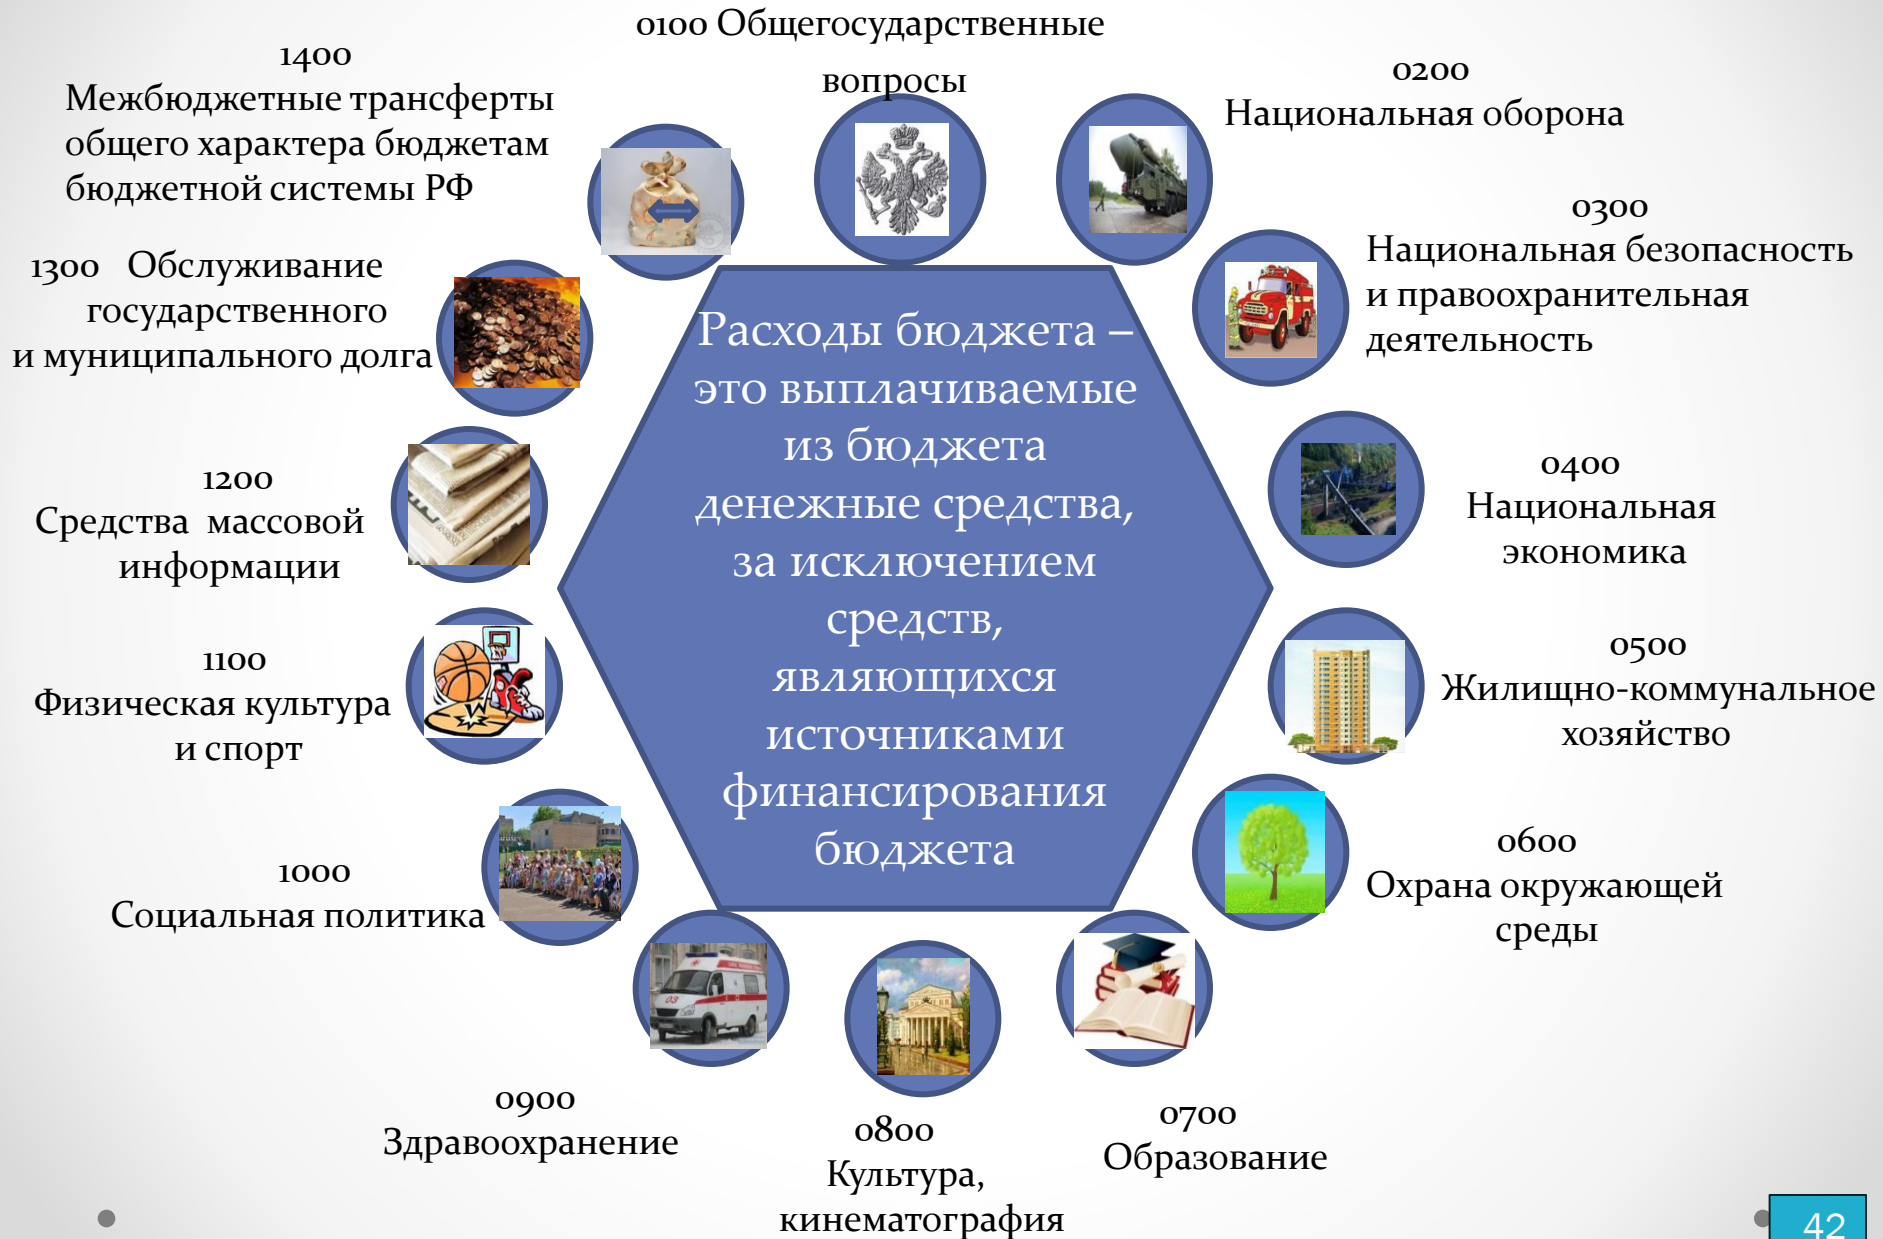 0100 Общегосударственные
вопросы
0200
Национальная оборона
0300
Национальная безопасность
и правоохранительная
деятельность
0400
Национальная
экономика
0500
Жилищно-коммунальное
хозяйство
0600
Охрана окружающей
среды
0700
Образование
0800
Культура,
кинематография
0900
Здравоохранение
1000
Социальная политика
1100
Физическая культура
и спорт
1200
Средства массовой
информации
1300 Обслуживание
государственного
и муниципального долга
1400
Межбюджетные трансферты
общего характера бюджетам
бюджетной системы РФ
Расходы бюджета –
это выплачиваемые
из бюджета
денежные средства,
за исключением
средств,
являющихся
источниками
финансирования
бюджета
03
42